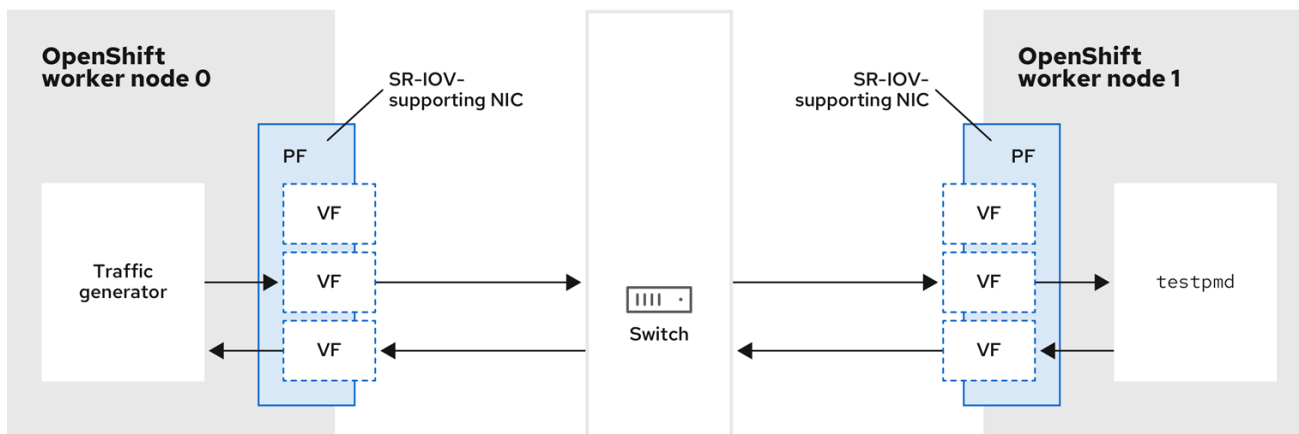 OpenShift
worker node 0
SR-IOV-
supporting NIC
PF
VF
VF
VF
Traffic
generator
Switch
SR-IOV-
supporting NIC
OpenShift
worker node 1
PF
VF
VF
VF
testpmd